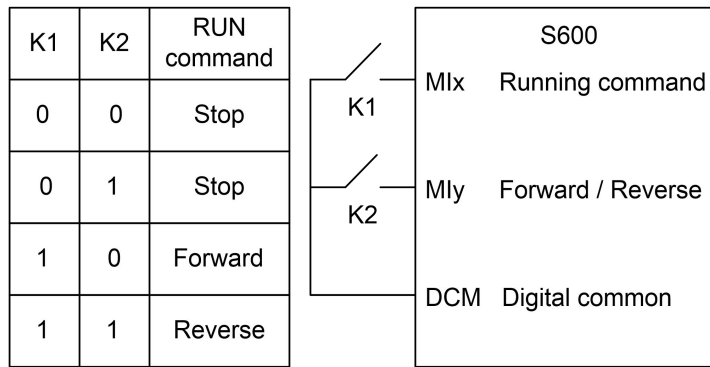 K1 K2 RUN command
0 0 Stop
0 1 Stop
1 0 Forward
1 1 Reverse
K1
K2
S600
MIx Running command
MIy Forward / Reverse
DCM Digital common